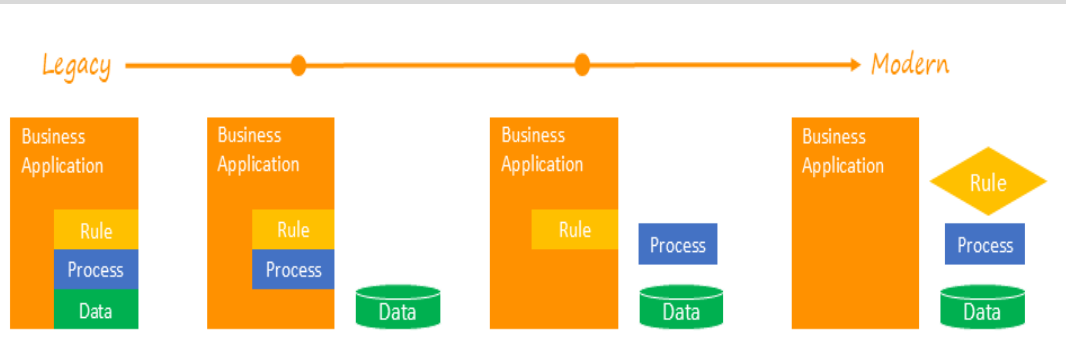 Legacy
Modern
Business
Application
Rule
Process
Data
Business
Application
Rule
Process
Data
Business
Application
Rule
Process
Data
Business
Application
Rule
Process
Data